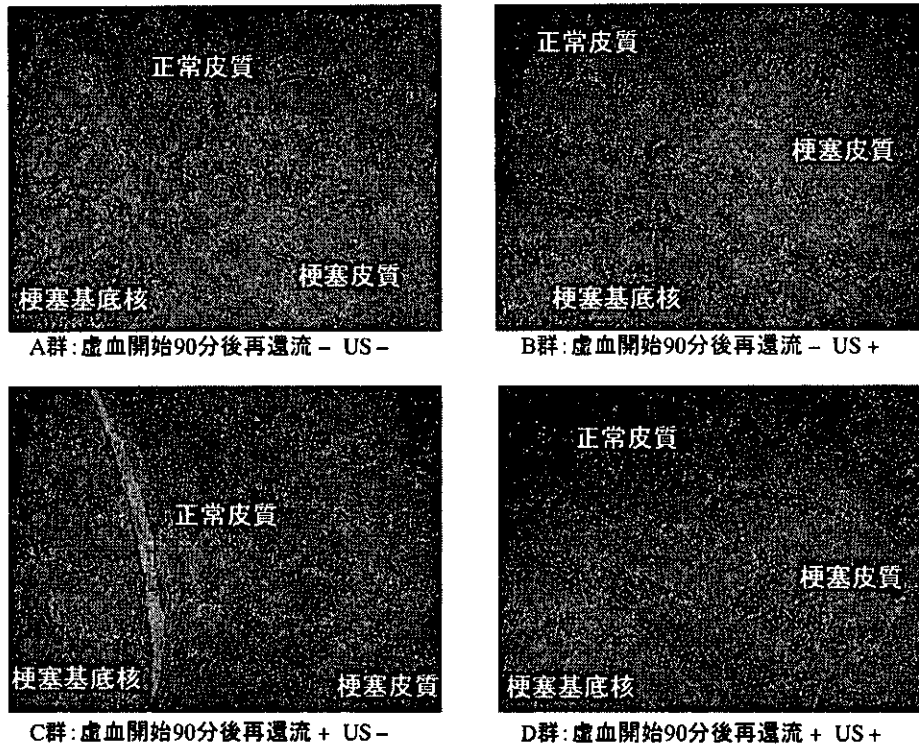 正常皮質
梗塞皮質
梗塞基底核
A群:虚血開始90分後再還流 − US −
正常皮質
梗塞皮質
梗塞基底核
B群:虚血開始90分後再還流 − US +
正常皮質
梗塞基底核
梗塞皮質
C群:虚血開始90分後再還流 + US −
正常皮質
梗塞皮質
梗塞基底核
D群:虚血開始90分後再還流 + US +